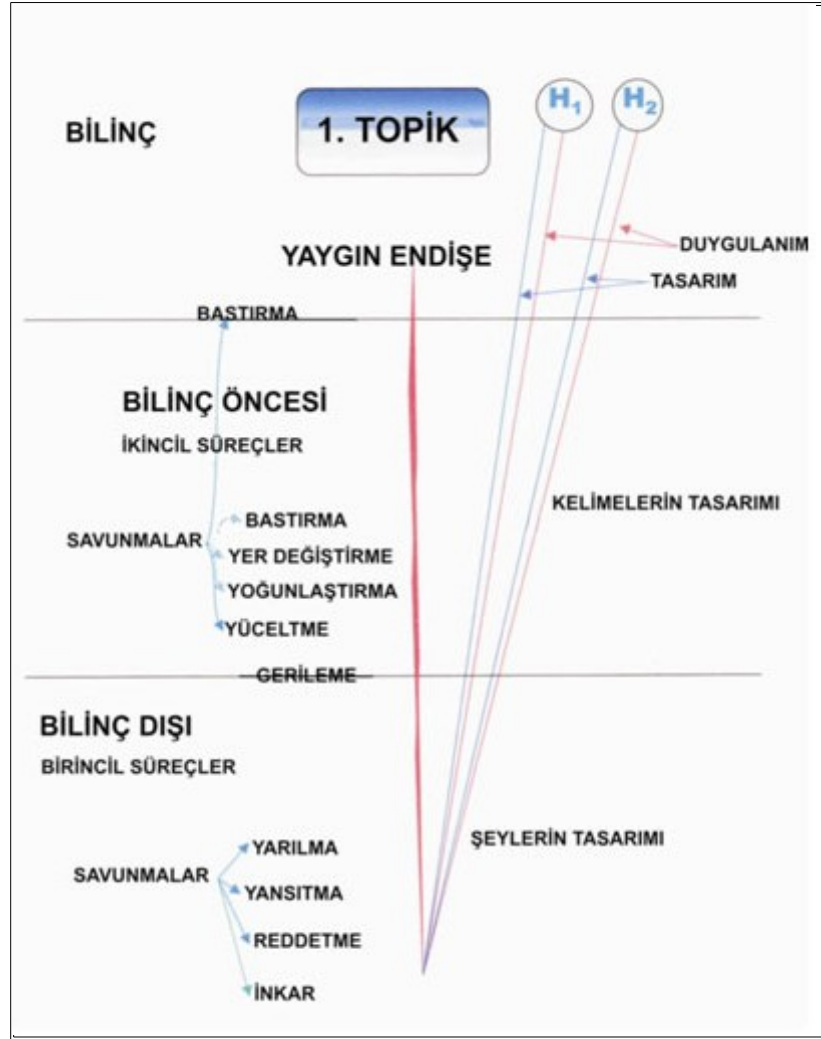 BİLİNÇ
1. TOPİK
H1
H2
YAYGIN ENDİŞE
DUYGULANIM
TASARIM
BASTIRMA
BİLİNÇ ÖNCESİ
İKİNCİL SÜREÇLER
KELİMELERİN TASARIMI
SAVUNMALAR
BASTIRMA
YER DEĞİŞTİRME
YOĞUNLAŞTIRMA
YÜCELTME
GERİLEME
BİLİNÇ DIŞI
BİRİNCİL SÜREÇLER
ŞEYLERİN TASARIMI
SAVUNMALAR
YARILMA
YANSITMA
REDDETME
İNKAR